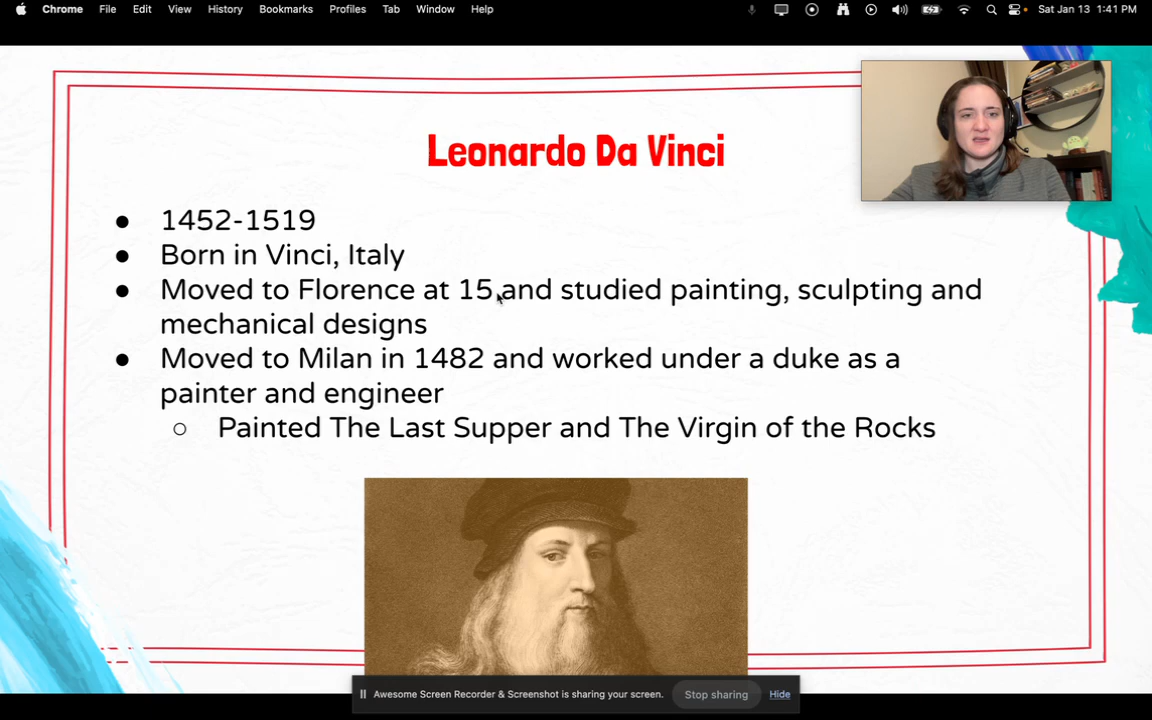 Chrome File Edit View History Bookmarks Profiles Tab Window Help Sat Jan 13 1:41 PM
Leonardo Da Vinci
● 1452-1519
● Born in Vinci, Italy
● Moved to Florence at 15 and studied painting, sculpting and
mechanical designs
● Moved to Milan in 1482 and worked under a duke as a
painter and engineer
○ Painted The Last Supper and The Virgin of the Rocks
Awesome Screen Recorder & Screenshot is sharing your screen. Stop sharing Hide